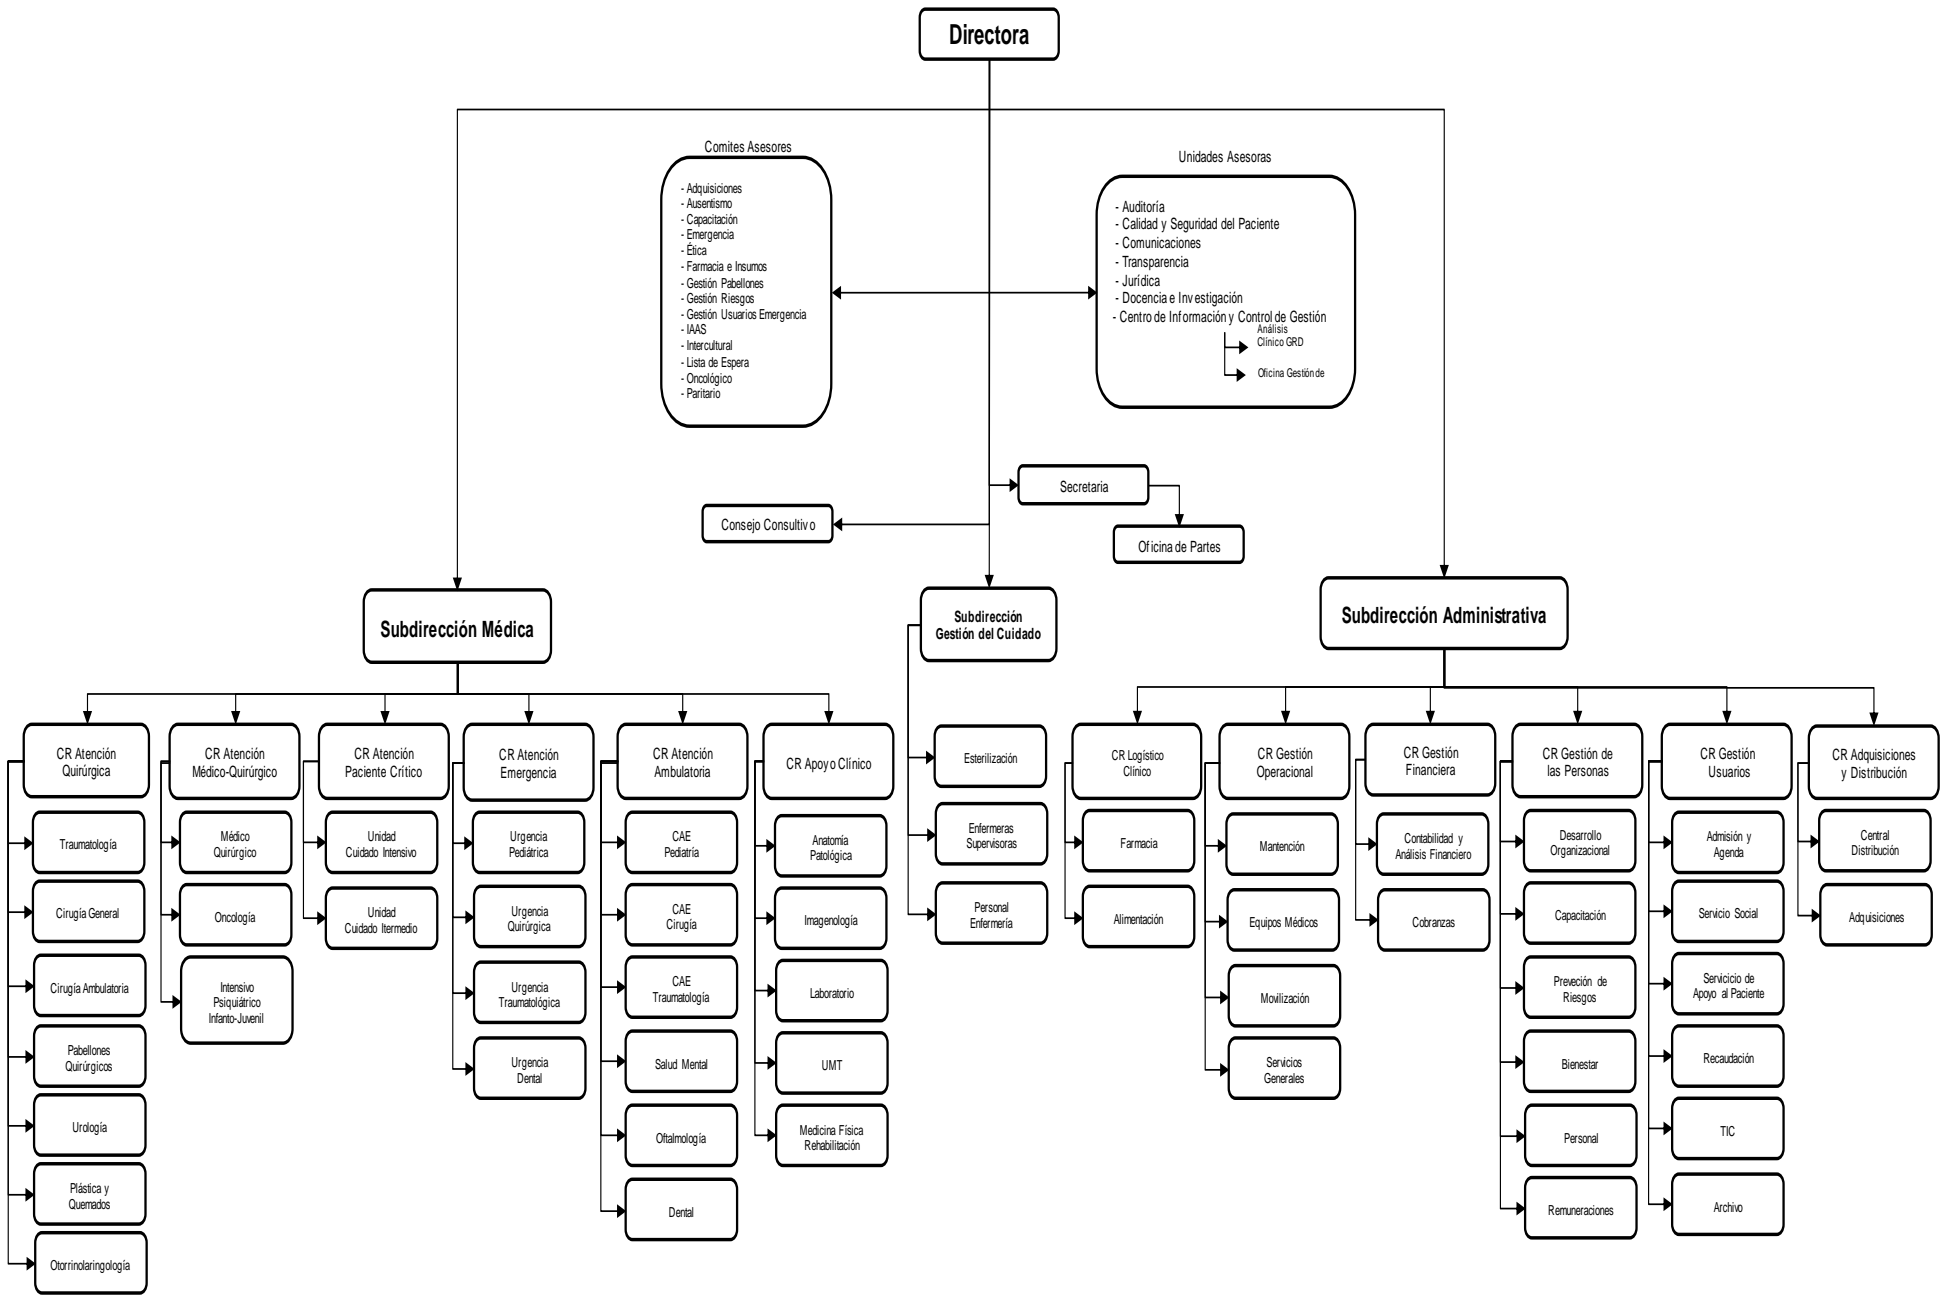 Directora
Comites Asesores
- Adquisiciones
- Ausentismo
- Capacitación
- Emergencia
- Ética
- Farmacia e Insumos
- Gestión Pabellones
- Gestión Riesgos
- Gestión Usuarios Emergencia
- IAAS
- Intercultural
- Lista de Espera
- Oncológico
- Paritario
Unidades Asesoras
- Auditoría
- Calidad y Seguridad del Paciente
- Comunicaciones
- Transparencia
- Jurídica
- Docencia e Investigación
- Centro de Información y Control de Gestión
Análisis
Clínico GRD
Oficina Gestión de
Secretaria
Consejo Consultivo
Oficina de Partes
Subdirección Médica
Subdirección
Gestión del Cuidado
Subdirección Administrativa
CR Atención
Quirúrgica
Traumatología
Cirugía General
Cirugía Ambulatoria
Pabellones
Quirúrgicos
Urología
Plástica y
Quemados
Otorrinolaringología
CR Atención
Médico-Quirúrgico
Médico
Quirúrgico
Oncología
Intensivo
Psiquiátrico
Infanto-Juvenil
CR Atención
Paciente Crítico
Unidad
Cuidado Intensivo
Unidad
Cuidado Itermedio
CR Atención
Emergencia
Urgencia
Pediátrica
Urgencia
Quirúrgica
Urgencia
Traumatológica
Urgencia
Dental
CR Atención
Ambulatoria
CAE
Pediatría
CAE
Cirugía
CAE
Traumatología
Salud Mental
Oftalmología
Dental
CR Apoyo Clínico
Anatomía
Patológica
Imagenología
Laboratorio
UMT
Medicina Física
Rehabilitación
Esterilización
Enfermeras
Supervisoras
Personal
Enfermería
CR Logístico
Clínico
Farmacia
Alimentación
CR Gestión
Operacional
Mantención
Equipos Médicos
Movilización
Servicios
Generales
CR Gestión
Financiera
Contabilidad y
Análisis Financiero
Cobranzas
CR Gestión de
las Personas
Desarrollo
Organizacional
Capacitación
Preveción de
Riesgos
Bienestar
Personal
Remuneraciones
CR Gestión
Usuarios
Admisión y
Agenda
Servicio Social
Servicicio de
Apoyo al Paciente
Recaudación
TIC
Archivo
CR Adquisiciones
y Distribución
Central
Distribución
Adquisiciones